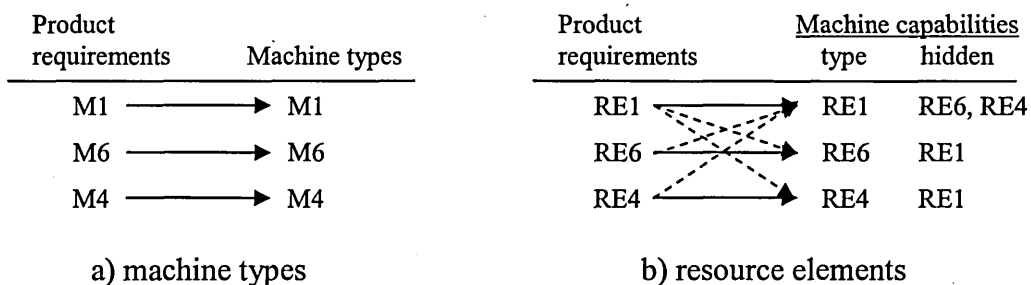 Product Product Machine capabilities
requirements Machine types requirements type hidden
M1 M1 RE1 RE1 RE6, RE4
M6 M6 RE6 RE6 RE1
M4 M4 RE4 RE4 RE1
a) machine types b) resource elements